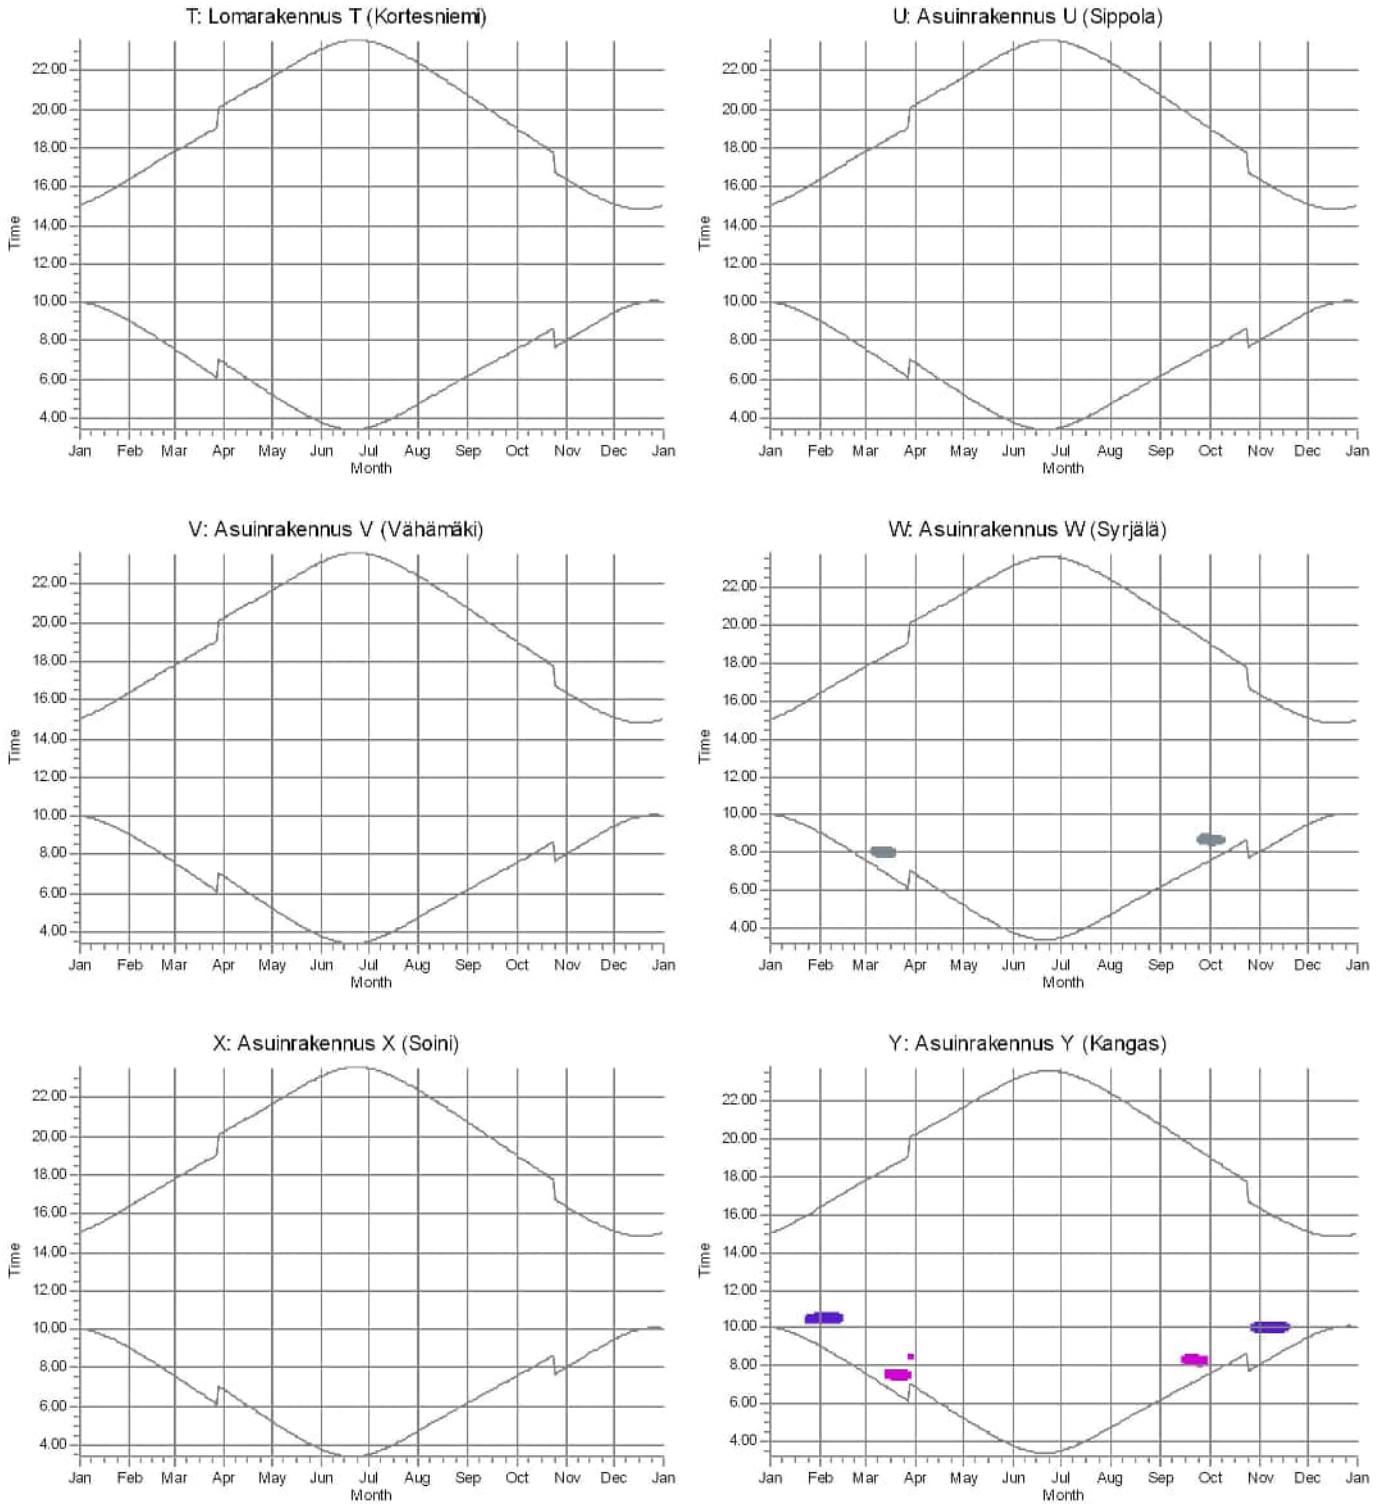 T: Lomarakennus T (Kortesniemi)
22.00
20.00
18.00
16.00
14.00
12.00
10.00
8.00
6.00
4.00
Time
Jan Feb Mar Apr May Jun Jul Aug Sep Oct Nov Dec Jan
Month
U: Asuinrakennus U (Sippola)
22.00
20.00
18.00
16.00
14.00
12.00
10.00
8.00
6.00
4.00
Time
Jan Feb Mar Apr May Jun Jul Aug Sep Oct Nov Dec Jan
Month
V: Asuinrakennus V (Vähämäki)
22.00
20.00
18.00
16.00
14.00
12.00
10.00
8.00
6.00
4.00
Time
Jan Feb Mar Apr May Jun Jul Aug Sep Oct Nov Dec Jan
Month
W: Asuinrakennus W (Syrjälä)
22.00
20.00
18.00
16.00
14.00
12.00
10.00
8.00
6.00
4.00
Time
Jan Feb Mar Apr May Jun Jul Aug Sep Oct Nov Dec Jan
Month
X: Asuinrakennus X (Soini)
22.00
20.00
18.00
16.00
14.00
12.00
10.00
8.00
6.00
4.00
Time
Jan Feb Mar Apr May Jun Jul Aug Sep Oct Nov Dec Jan
Month
Y: Asuinrakennus Y (Kangas)
22.00
20.00
18.00
16.00
14.00
12.00
10.00
8.00
6.00
4.00
Time
Jan Feb Mar Apr May Jun Jul Aug Sep Oct Nov Dec Jan
Month